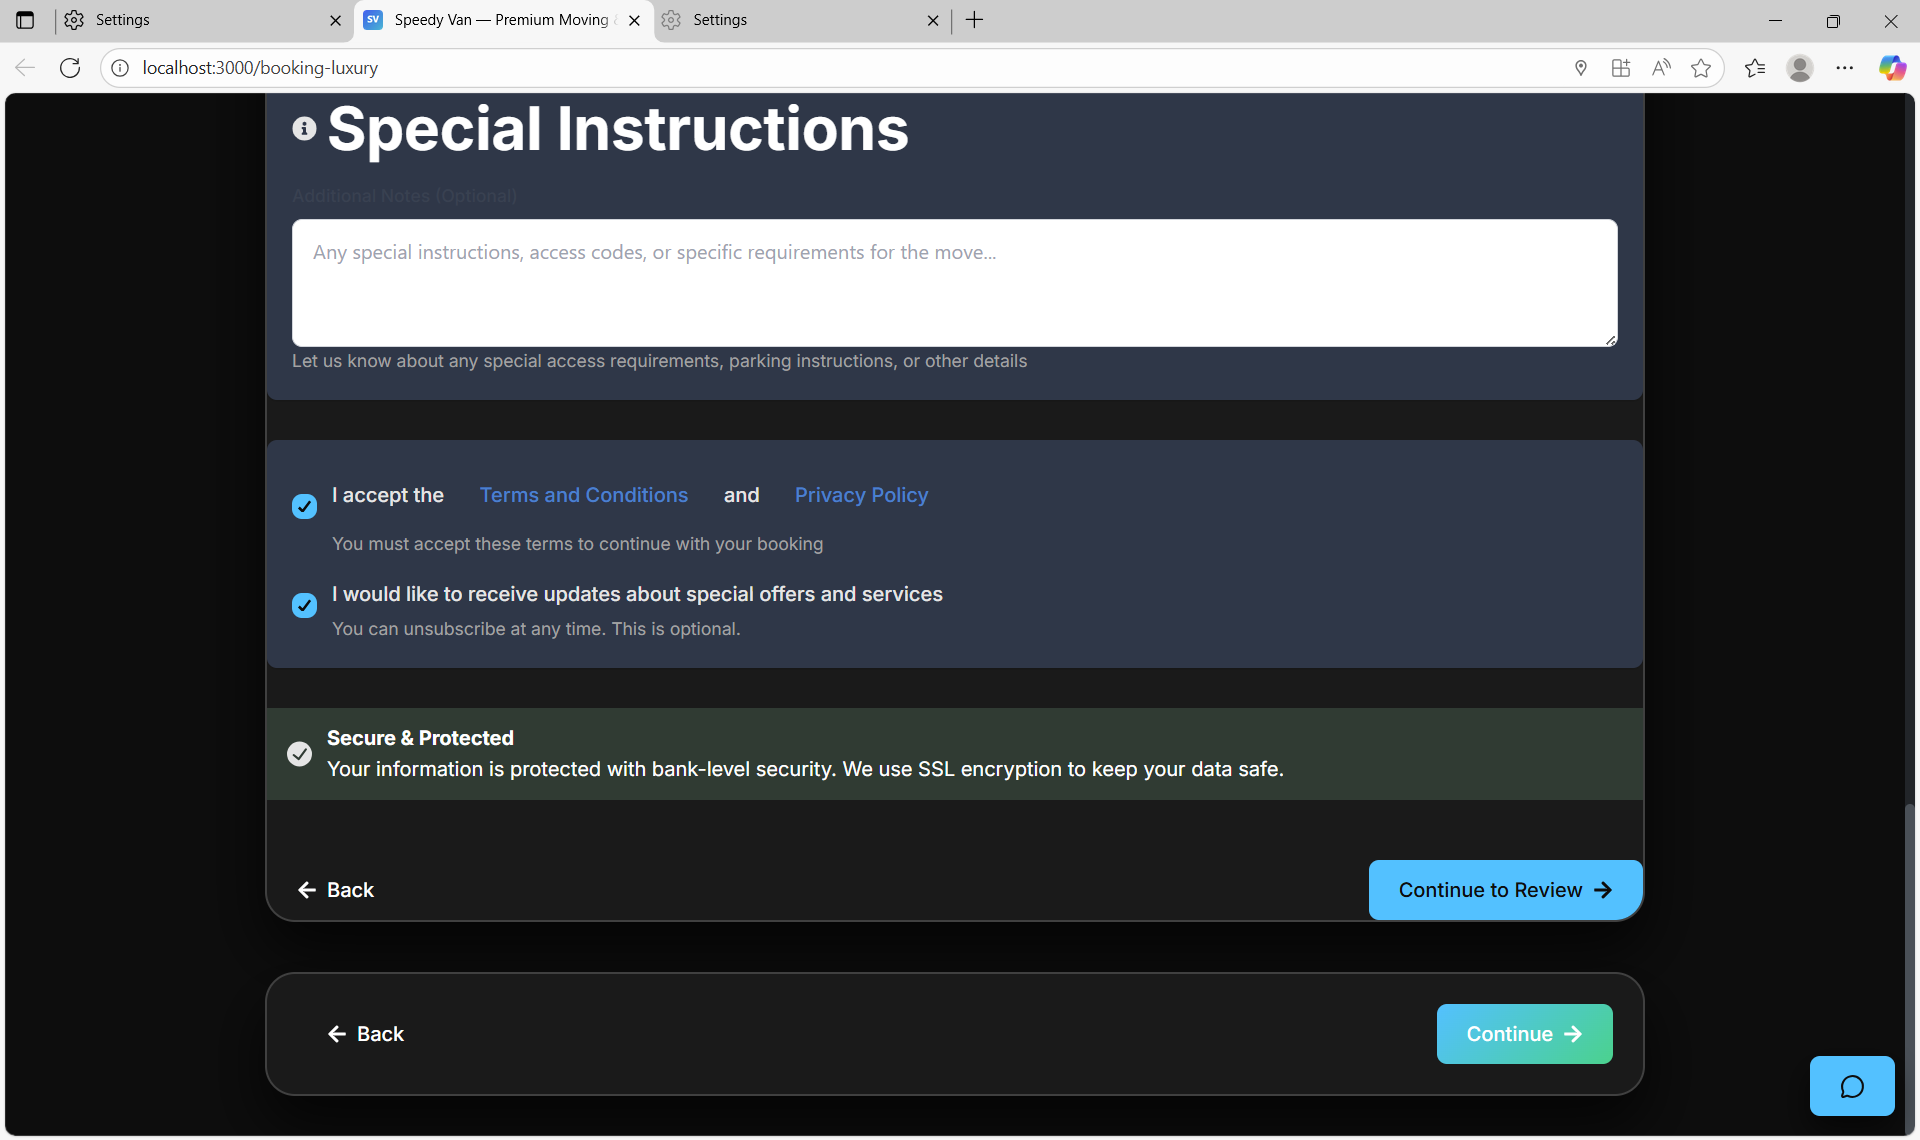 Settings
SV Speedy Van — Premium Moving
Settings
localhost:3000/booking-luxury
Special Instructions
Additional Notes (Optional)
Any special instructions, access codes, or specific requirements for the move...
Let us know about any special access requirements, parking instructions, or other details
I accept the Terms and Conditions and Privacy Policy
You must accept these terms to continue with your booking
I would like to receive updates about special offers and services
You can unsubscribe at any time. This is optional.
Secure & Protected
Your information is protected with bank-level security. We use SSL encryption to keep your data safe.
Back
Continue to Review
Back
Continue